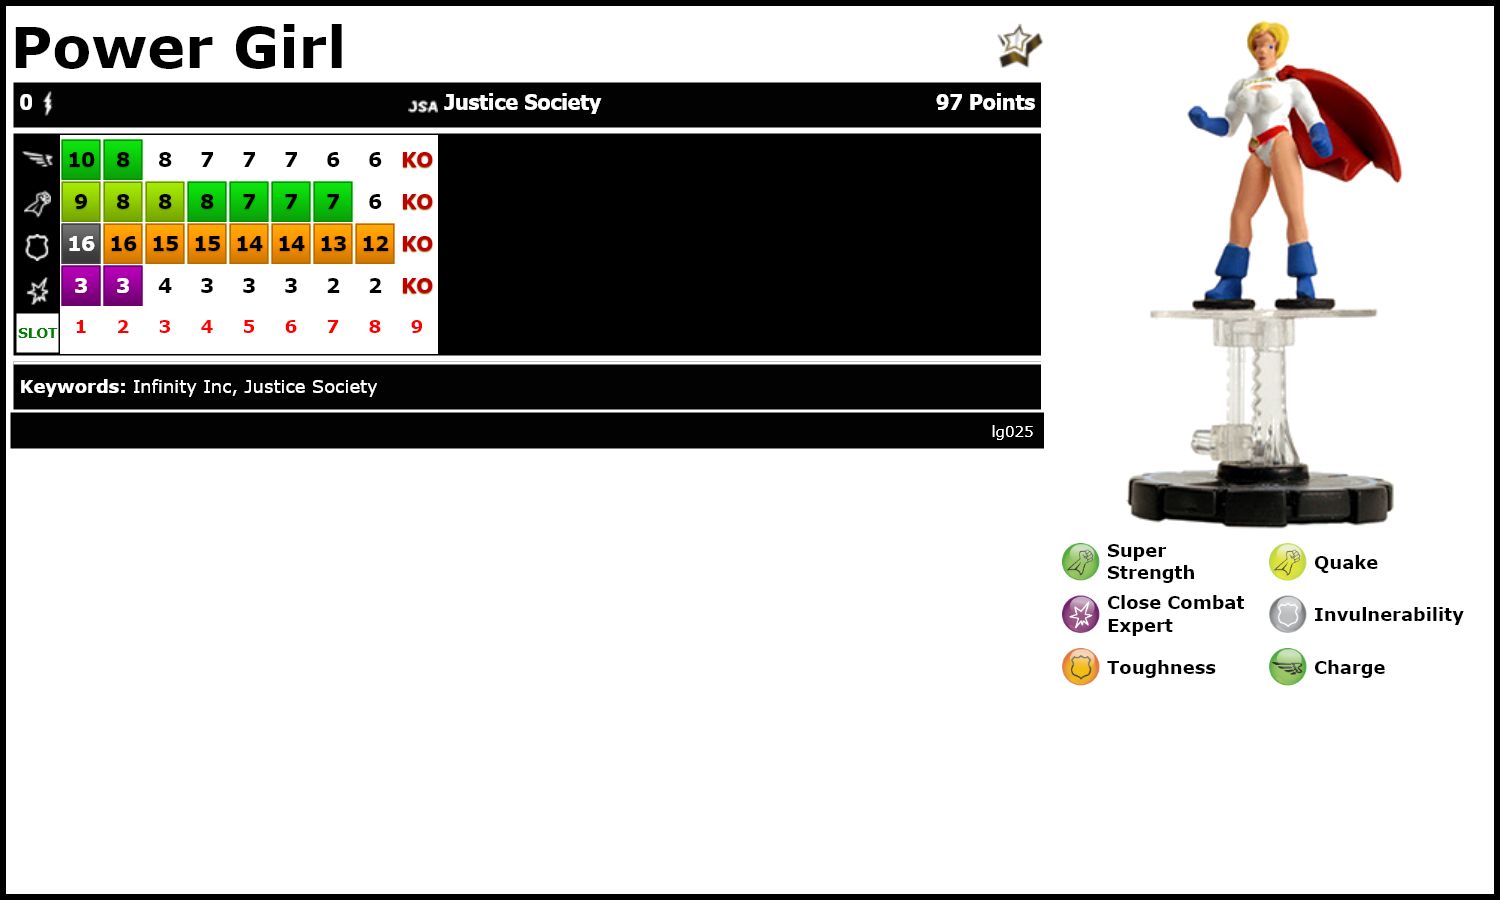 Power Girl
0 JSA Justice Society 97 Points
10 8 8 7 7 7 6 6 KO
9 8 8 8 7 7 7 6 KO
16 16 15 15 14 14 13 12 KO
3 3 4 3 3 3 2 2 KO
SLOT 1 2 3 4 5 6 7 8 9
Keywords: Infinity Inc, Justice Society
lg025
Super
Strength
Quake
Close Combat
Expert
Invulnerability
Toughness
Charge